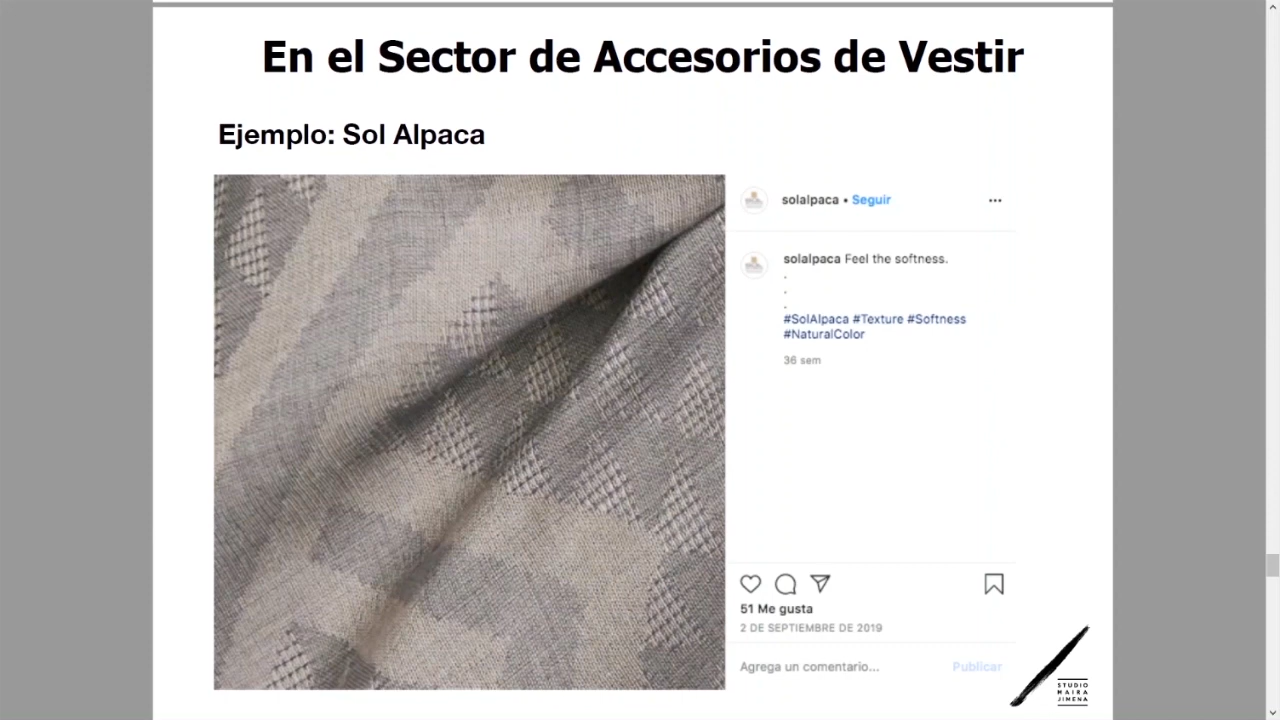 En el Sector de Accesorios de Vestir
Ejemplo: Sol Alpaca
solalpaca • Seguir
solalpaca Feel the softness.
.
.
.
#SolAlpaca #Texture #Softness
#NaturalColor
36 sem
51 Me gusta
2 DE SEPTIEMBRE DE 2019
Agrega un comentario... Publicar
STUDIO
MAIRA
JIMENA